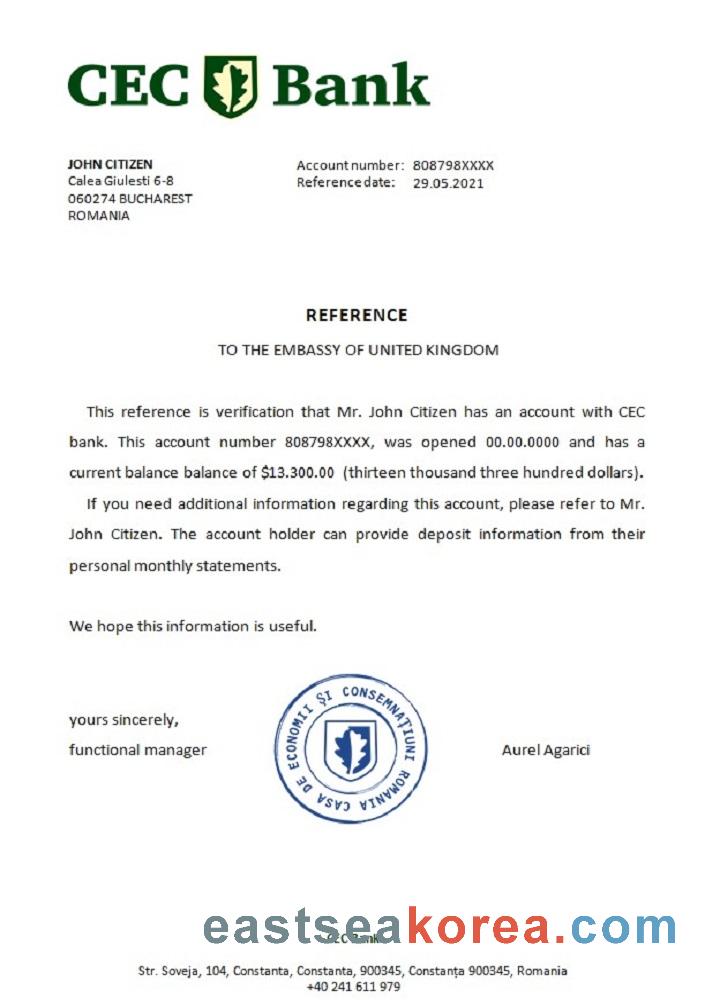 CEC Bank
JOHN CITIZEN
Calea Giulesti 6-8
060274 BUCHAREST
ROMANIA
Account number: 808798XXXX
Reference date: 29.05.2021
REFERENCE
TO THE EMBASSY OF UNITED KINGDOM
This reference is verification that Mr. John Citizen has an account with CEC
bank. This account number 808798XXXX, was opened 00.00.0000 and has a
current balance balance of $13.300.00 (thirteen thousand three hundred dollars).
If you need additional information regarding this account, please refer to Mr.
John Citizen. The account holder can provide deposit information from their
personal monthly statements.
We hope this information is useful.
yours sincerely,
functional manager
CASA DE ECONOMII ŞI CONSEMNAŢIUNI ROMANIA
Aurel Agarici
eastseakorea.com
CEC Bank
Str. Soveja, 104, Constanta, Constanta, 900345, Constanța 900345, Romania
+40 241 611 979